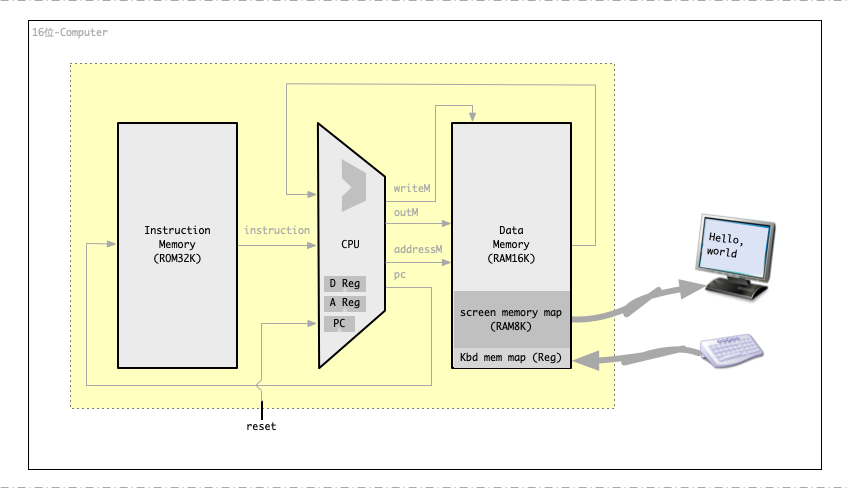 16位-Computer
Instruction
Memory
(ROM32K)
instruction
CPU
D Reg
A Reg
PC
writeM
outM
addressM
pc
Data
Memory
(RAM16K)
screen memory map
(RAM8K)
Kbd mem map (Reg)
Hello,
world
reset